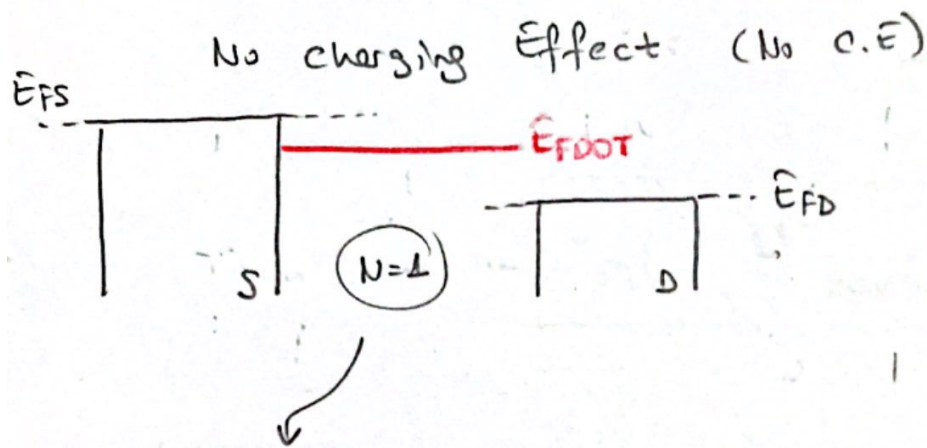 No charging Effect (No C.E)
EFS
EFDOT
EFD
S
N=1
D